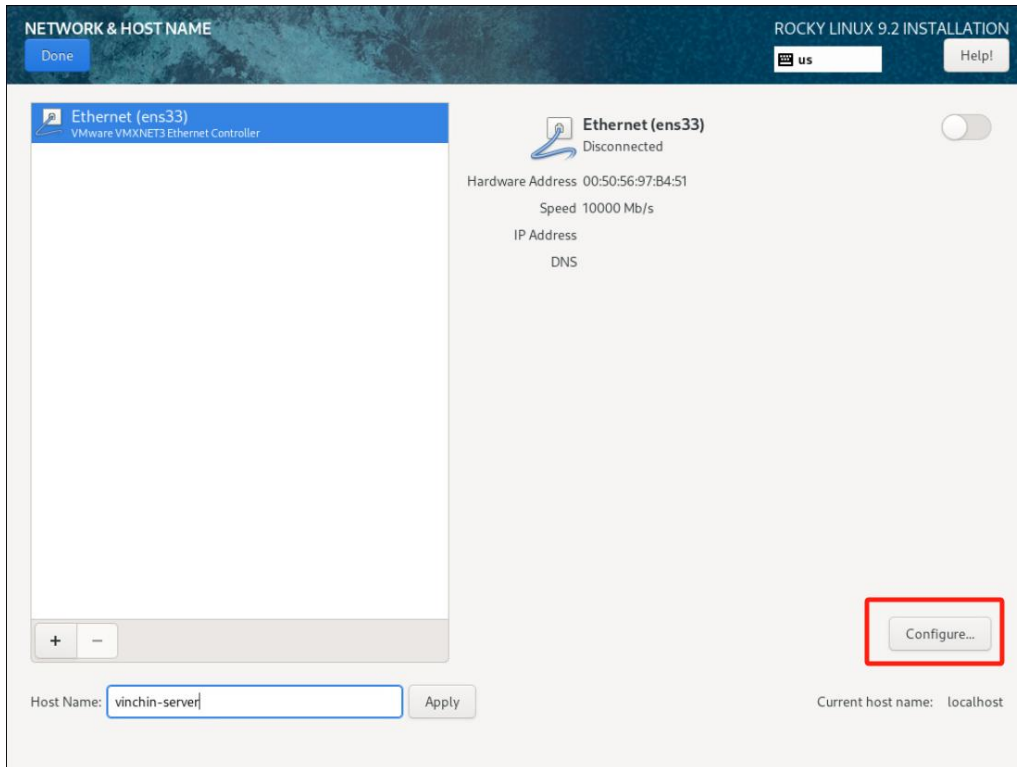 NETWORK & HOST NAME
ROCKY LINUX 9.2 INSTALLATION
Done
us
Help!
Ethernet (ens33)
VMware VMXNET3 Ethernet Controller
Ethernet (ens33)
Disconnected
Hardware Address 00:50:56:97:B4:51
Speed 10000 Mb/s
IP Address
DNS
+ −
Configure...
Host Name: vinchin-server Apply
Current host name: localhost